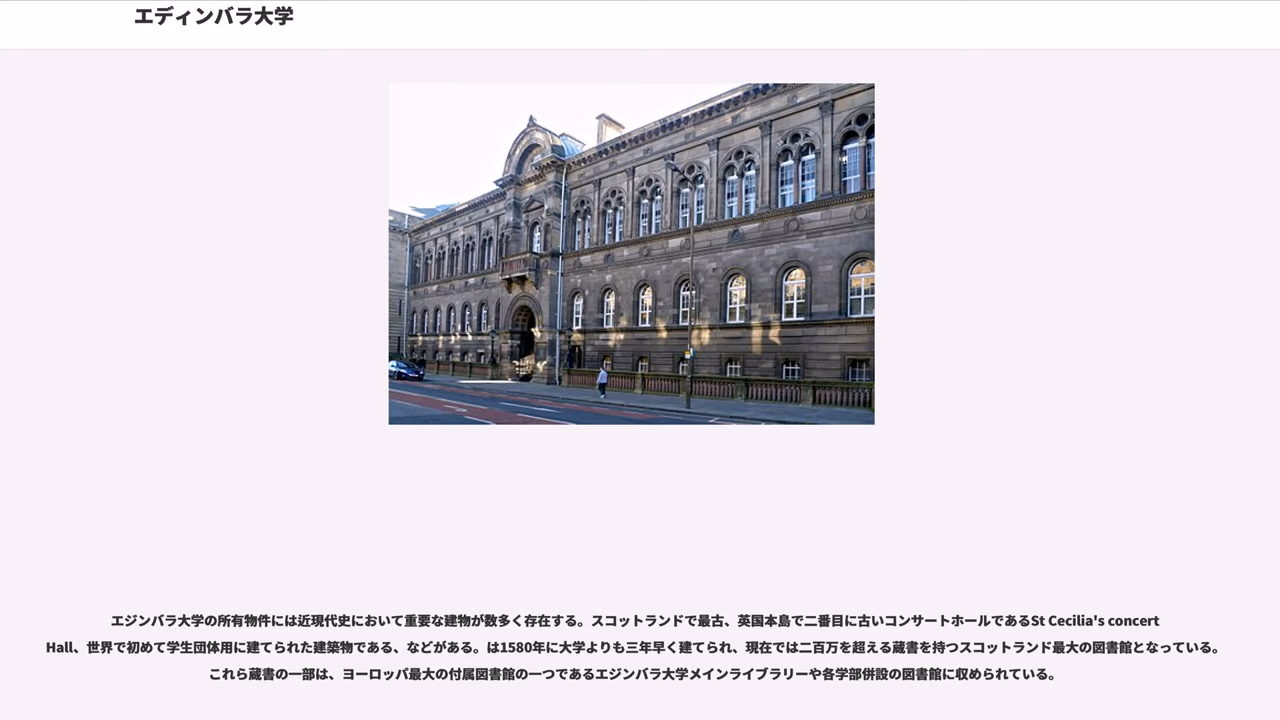 エディンバラ大学
エジンバラ大学の所有物件には近現代史において重要な建物が数多く存在する。スコットランドで最古、英国本島で二番目に古いコンサートホールであるSt Cecilia's concert
Hall、世界で初めて学生団体用に建てられた建築物である、などがある。は1580年に大学よりも三年早く建てられ、現在では二百万を超える蔵書を持つスコットランド最大の図書館となっている。
これら蔵書の一部は、ヨーロッパ最大の付属図書館の一つであるエジンバラ大学メインライブラリーや各学部併設の図書館に収められている。